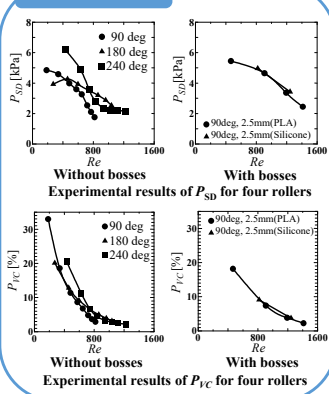 8
6
4
2
0
P_SD [kPa]
90 deg
180 deg
240 deg
0
800
1600
Re
Without bosses
8
6
4
2
0
P_SD [kPa]
90deg, 2.5mm(PLA)
90deg, 2.5mm(Silicone)
0
800
1600
Re
With bosses
Experimental results of P_SD for four rollers
30
20
10
0
P_VC [%]
90 deg
180 deg
240 deg
0
800
1600
Re
Without bosses
30
20
10
0
P_VC [%]
90deg, 2.5mm(PLA)
90deg, 2.5mm(Silicone)
0
800
1600
Re
With bosses
Experimental results of P_VC for four rollers